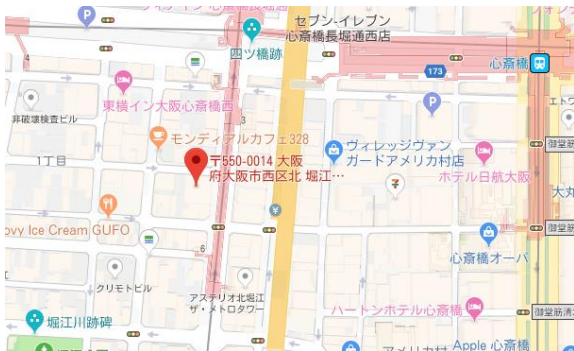 セブン-イレブン
心斎橋長堀通西店
四ツ橋跡
心斎橋
173
東横イン大阪心斎橋西
非破壊検査ビル
モンディアルカフェ328
1丁目
〒550-0014 大阪
府大阪市西区北 堀江…
ヴィレッジヴァン
ガードアメリカ村店
ホテル日航大阪
御堂筋
大丸
ovy Ice Cream GUFO
6
御堂筋
心斎橋オーパ
クリモトビル
アステリオ北堀江
ザ・メトロタワー
ハートンホテル心斎橋
堀江川跡碑
Apple 心斎橋